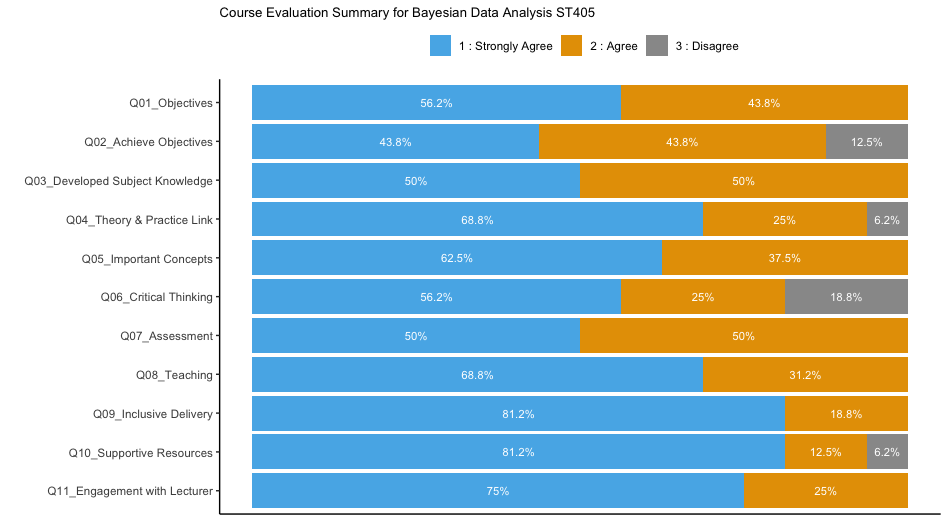 Course Evaluation Summary for Bayesian Data Analysis ST405
1 : Strongly Agree 2 : Agree 3 : Disagree
Q01_Objectives 56.2% 43.8%
Q02_Achieve Objectives 43.8% 43.8% 12.5%
Q03_Developed Subject Knowledge 50% 50%
Q04_Theory & Practice Link 68.8% 25% 6.2%
Q05_Important Concepts 62.5% 37.5%
Q06_Critical Thinking 56.2% 25% 18.8%
Q07_Assessment 50% 50%
Q08_Teaching 68.8% 31.2%
Q09_Inclusive Delivery 81.2% 18.8%
Q10_Supportive Resources 81.2% 12.5% 6.2%
Q11_Engagement with Lecturer 75% 25%